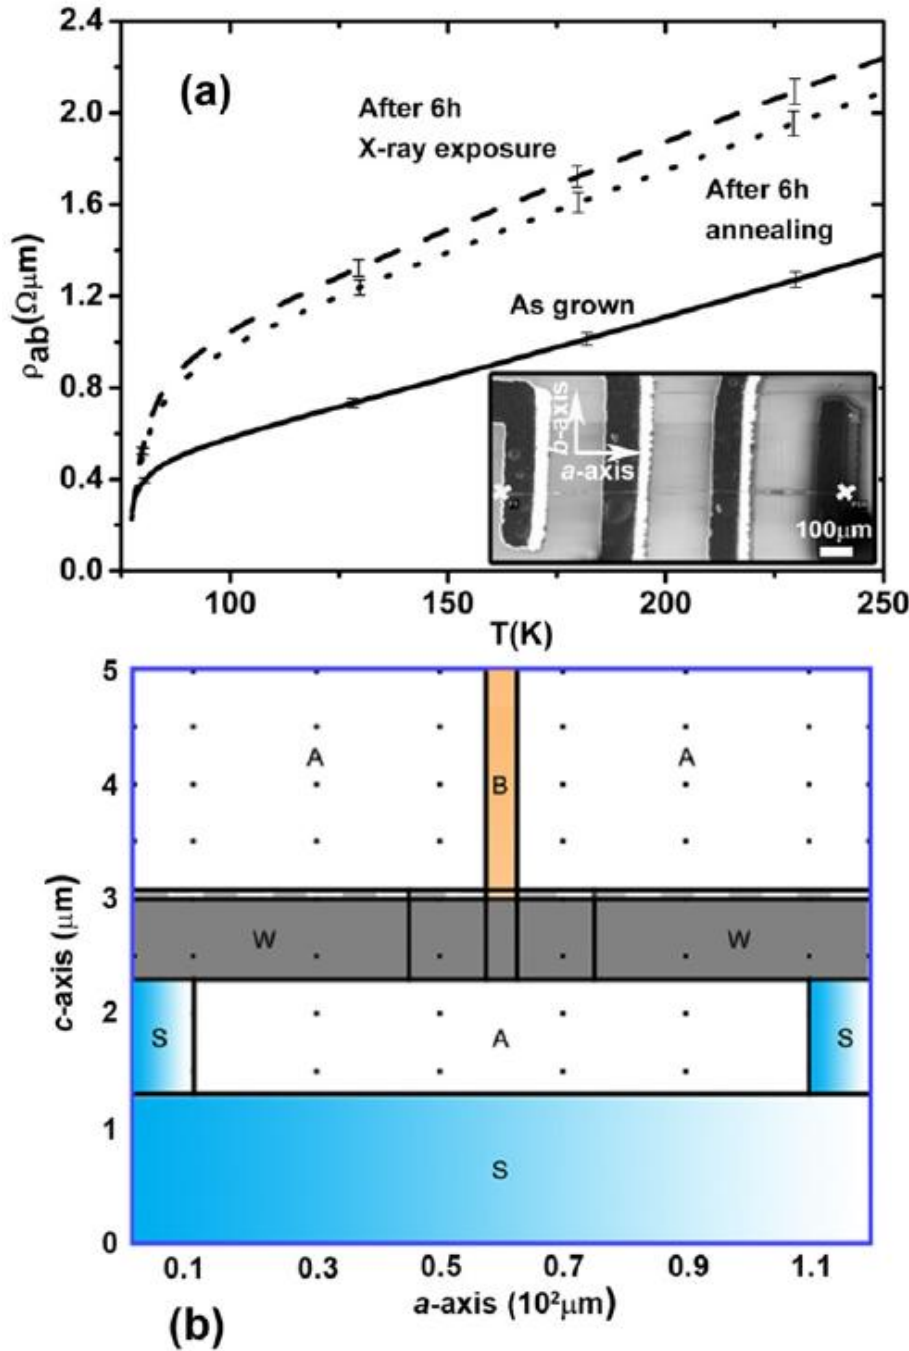 2.4
(a)
After 6h
X-ray exposure
2.0
1.6
After 6h
annealing
1.2
As grown
0.8
0.4
0.0
ρab(Ωμm)
b-axis
a-axis
100μm
100 150 200 250
T(K)
5
A A
B
4
3
W W
2
S A S
1
S
0
c-axis (μm)
0.1 0.3 0.5 0.7 0.9 1.1
a-axis (10²μm)
(b)